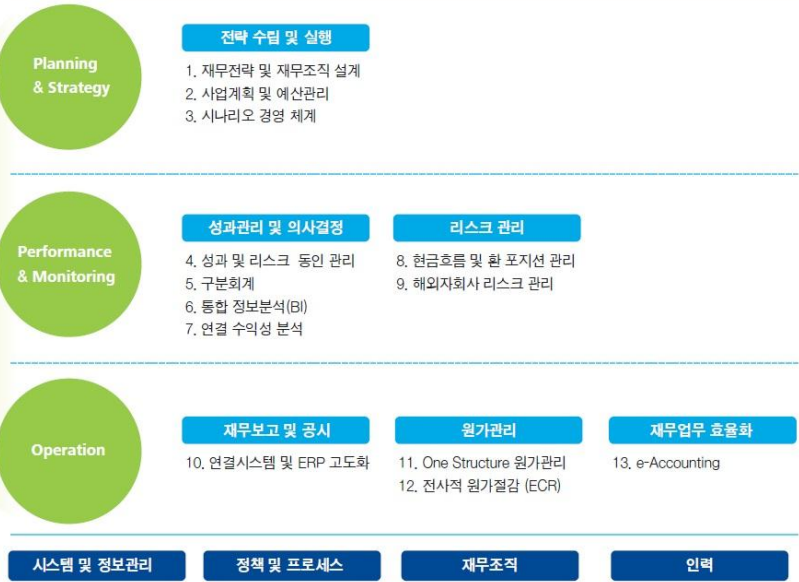 Planning
& Strategy
전략 수립 및 실행
1. 재무전략 및 재무조직 설계
2. 사업계획 및 예산관리
3. 시나리오 경영 체계
Performance
& Monitoring
성과관리 및 의사결정
4. 성과 및 리스크 동인 관리
5. 구분회계
6. 통합 정보분석(BI)
7. 연결 수익성 분석
리스크 관리
8. 현금흐름 및 환 포지션 관리
9. 해외자회사 리스크 관리
Operation
재무보고 및 공시
10. 연결시스템 및 ERP 고도화
원가관리
11. One Structure 원가관리
12. 전사적 원가절감 (ECR)
재무업무 효율화
13. e-Accounting
시스템 및 정보관리
정책 및 프로세스
재무조직
인력